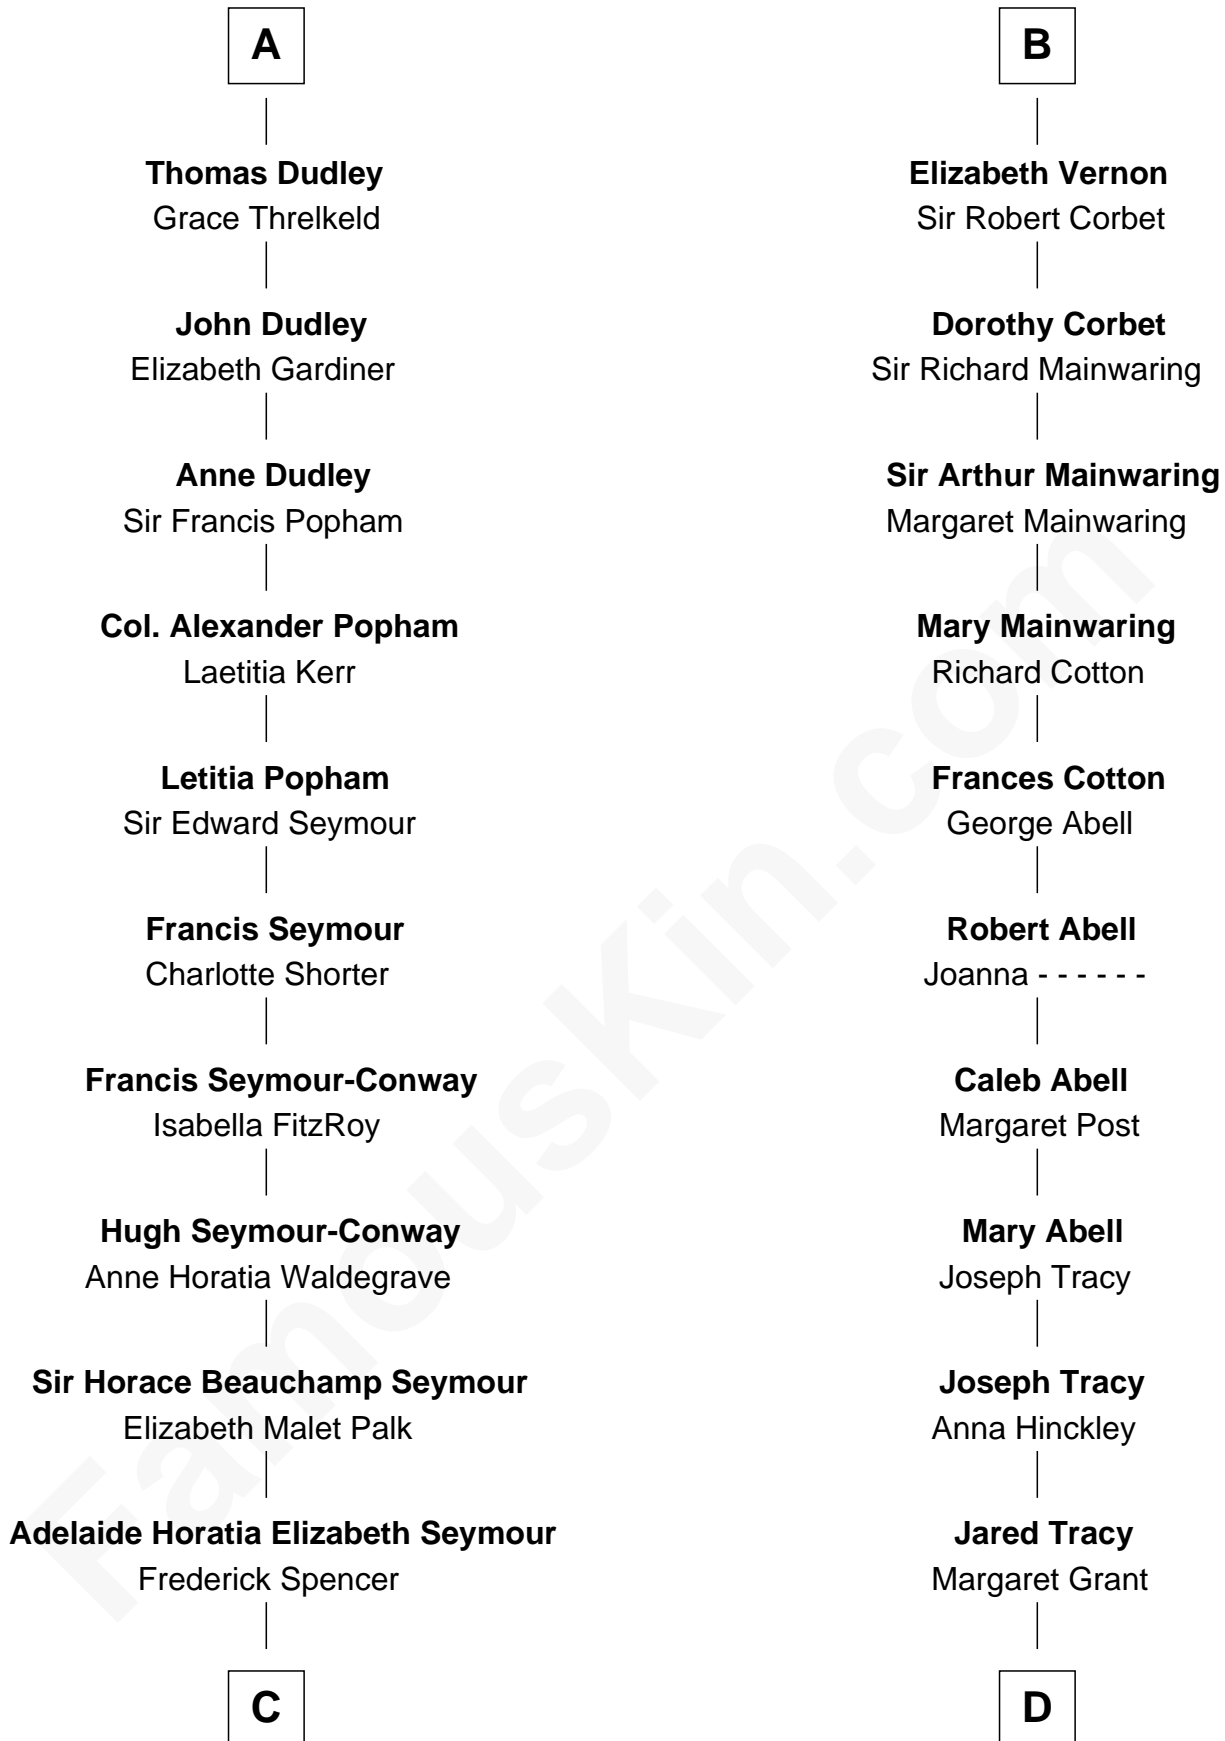 A
Thomas Dudley
Grace Threlkeld
John Dudley
Elizabeth Gardiner
Anne Dudley
Sir Francis Popham
Col. Alexander Popham
Laetitia Kerr
Letitia Popham
Sir Edward Seymour
Francis Seymour
Charlotte Shorter
Francis Seymour-Conway
Isabella FitzRoy
Hugh Seymour-Conway
Anne Horatia Waldegrave
Sir Horace Beauchamp Seymour
Elizabeth Malet Palk
Adelaide Horatia Elizabeth Seymour
Frederick Spencer
C
B
Elizabeth Vernon
Sir Robert Corbet
Dorothy Corbet
Sir Richard Mainwaring
Sir Arthur Mainwaring
Margaret Mainwaring
Mary Mainwaring
Richard Cotton
Frances Cotton
George Abell
Robert Abell
Joanna - - - - - -
Caleb Abell
Margaret Post
Mary Abell
Joseph Tracy
Joseph Tracy
Anna Hinckley
Jared Tracy
Margaret Grant
D
FamousKin.com